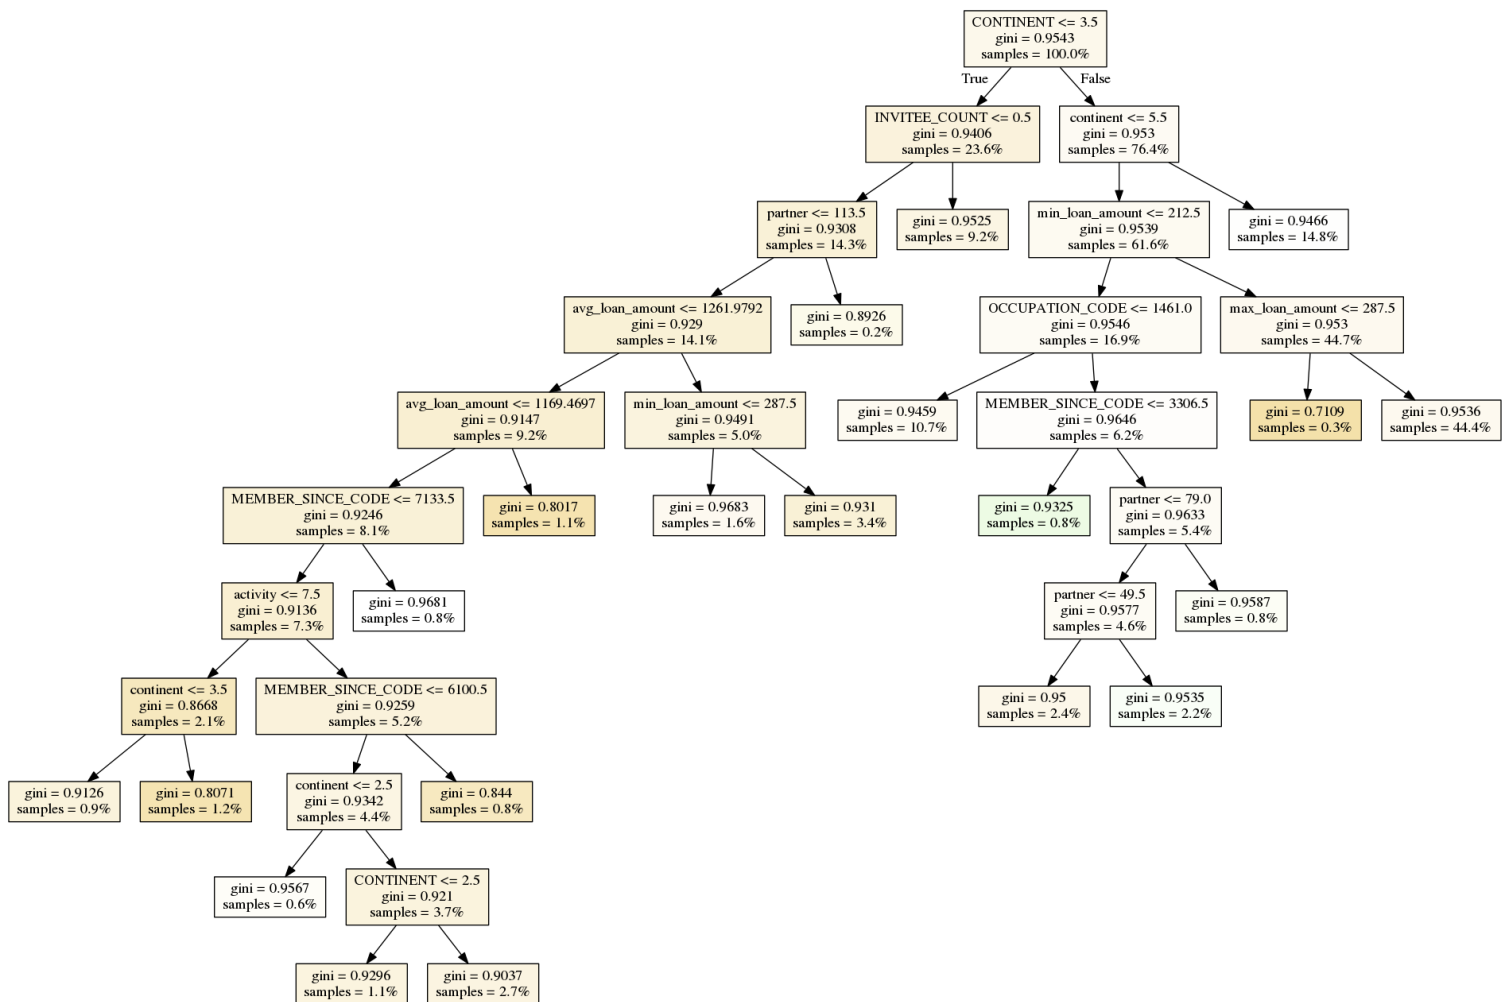 CONTINENT <= 3.5
gini = 0.9543
samples = 100.0%
True
False
INVITEE_COUNT <= 0.5
gini = 0.9406
samples = 23.6%
continent <= 5.5
gini = 0.953
samples = 76.4%
partner <= 113.5
gini = 0.9308
samples = 14.3%
gini = 0.9525
samples = 9.2%
min_loan_amount <= 212.5
gini = 0.9539
samples = 61.6%
gini = 0.9466
samples = 14.8%
avg_loan_amount <= 1261.9792
gini = 0.929
samples = 14.1%
gini = 0.8926
samples = 0.2%
OCCUPATION_CODE <= 1461.0
gini = 0.9546
samples = 16.9%
max_loan_amount <= 287.5
gini = 0.953
samples = 44.7%
avg_loan_amount <= 1169.4697
gini = 0.9147
samples = 9.2%
min_loan_amount <= 287.5
gini = 0.9491
samples = 5.0%
gini = 0.9459
samples = 10.7%
MEMBER_SINCE_CODE <= 3306.5
gini = 0.9646
samples = 6.2%
gini = 0.7109
samples = 0.3%
gini = 0.9536
samples = 44.4%
MEMBER_SINCE_CODE <= 7133.5
gini = 0.9246
samples = 8.1%
gini = 0.8017
samples = 1.1%
gini = 0.9683
samples = 1.6%
gini = 0.931
samples = 3.4%
gini = 0.9325
samples = 0.8%
partner <= 79.0
gini = 0.9633
samples = 5.4%
activity <= 7.5
gini = 0.9136
samples = 7.3%
gini = 0.9681
samples = 0.8%
partner <= 49.5
gini = 0.9577
samples = 4.6%
gini = 0.9587
samples = 0.8%
continent <= 3.5
gini = 0.8668
samples = 2.1%
MEMBER_SINCE_CODE <= 6100.5
gini = 0.9259
samples = 5.2%
gini = 0.95
samples = 2.4%
gini = 0.9535
samples = 2.2%
gini = 0.9126
samples = 0.9%
gini = 0.8071
samples = 1.2%
continent <= 2.5
gini = 0.9342
samples = 4.4%
gini = 0.844
samples = 0.8%
gini = 0.9567
samples = 0.6%
CONTINENT <= 2.5
gini = 0.921
samples = 3.7%
gini = 0.9296
samples = 1.1%
gini = 0.9037
samples = 2.7%